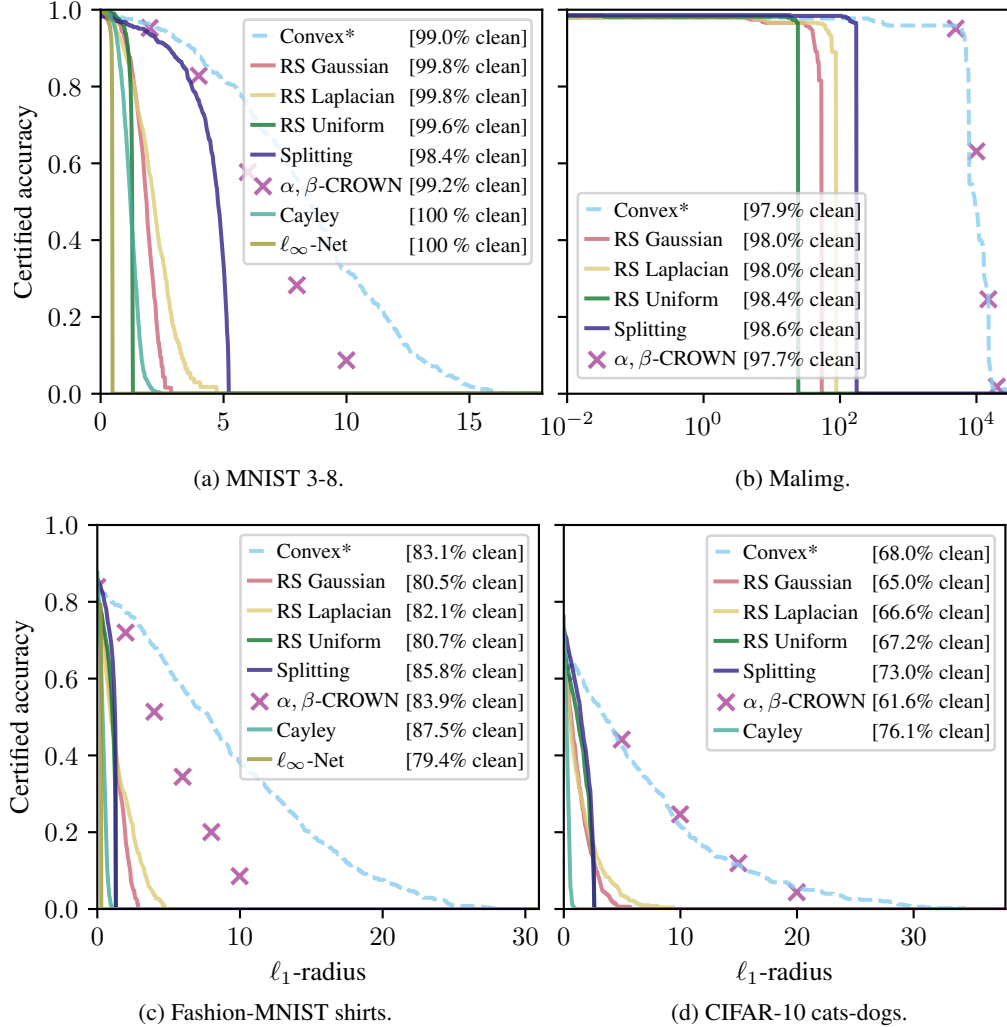 Certified accuracy
1.0
0.8
0.6
0.4
0.2
0.0
0
5
10
15
Convex* [99.0% clean]
RS Gaussian [99.8% clean]
RS Laplacian [99.8% clean]
RS Uniform [99.6% clean]
Splitting [98.4% clean]
α, β-CROWN [99.2% clean]
Cayley [100 % clean]
ℓ∞-Net [100 % clean]
(a) MNIST 3-8.
10⁻²
10⁰
10²
10⁴
Convex* [97.9% clean]
RS Gaussian [98.0% clean]
RS Laplacian [98.0% clean]
RS Uniform [98.4% clean]
Splitting [98.6% clean]
α, β-CROWN [97.7% clean]
(b) Malimg.
Certified accuracy
1.0
0.8
0.6
0.4
0.2
0.0
0
10
20
30
Convex* [83.1% clean]
RS Gaussian [80.5% clean]
RS Laplacian [82.1% clean]
RS Uniform [80.7% clean]
Splitting [85.8% clean]
α, β-CROWN [83.9% clean]
Cayley [87.5% clean]
ℓ∞-Net [79.4% clean]
ℓ₁-radius
(c) Fashion-MNIST shirts.
0
10
20
30
Convex* [68.0% clean]
RS Gaussian [65.0% clean]
RS Laplacian [66.6% clean]
RS Uniform [67.2% clean]
Splitting [73.0% clean]
α, β-CROWN [61.6% clean]
Cayley [76.1% clean]
ℓ₁-radius
(d) CIFAR-10 cats-dogs.